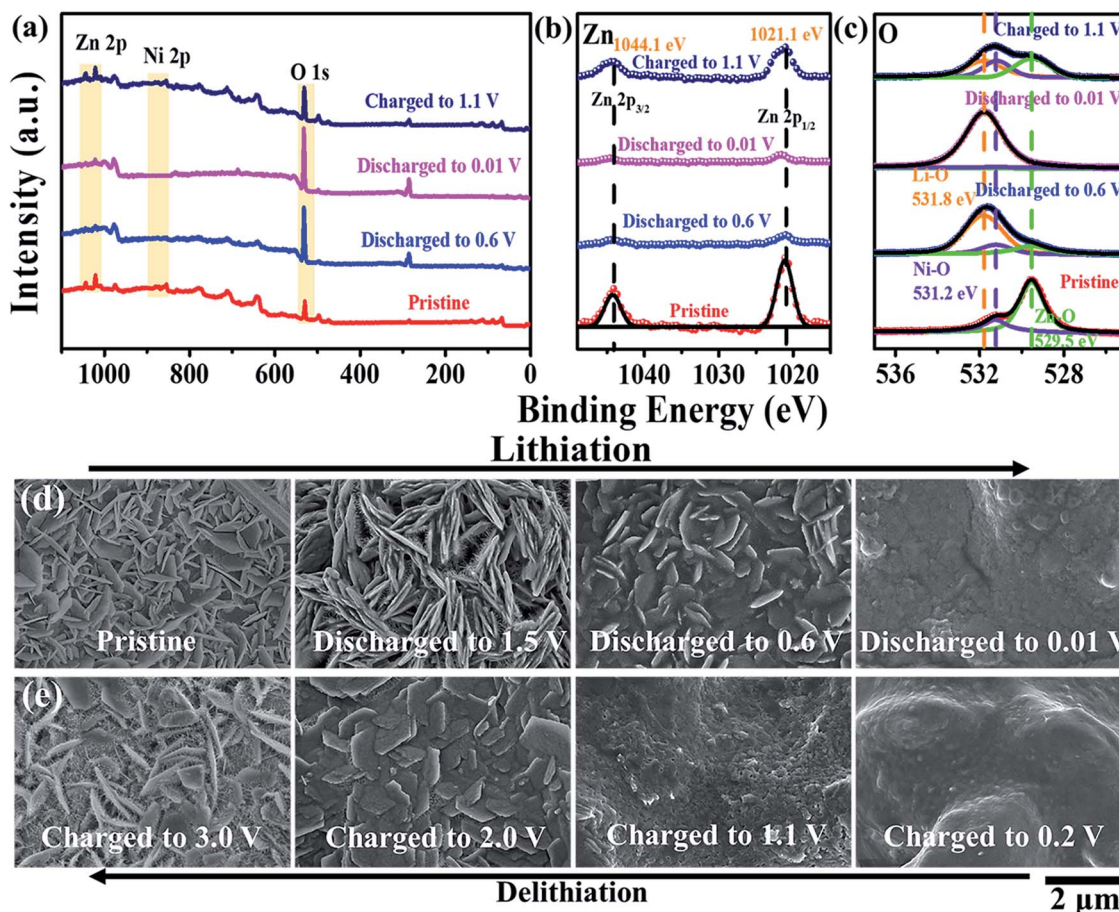 (a)
Zn 2p
Ni 2p
O 1s
Charged to 1.1 V
Discharged to 0.01 V
Discharged to 0.6 V
Pristine
Intensity (a.u.)
1000 800 600 400 200 0
(b)
Zn
1044.1 eV
1021.1 eV
Charged to 1.1 V
Zn 2p3/2
Zn 2p1/2
Discharged to 0.01 V
Discharged to 0.6 V
Pristine
1040 1030 1020
(c)
O
Charged to 1.1 V
Discharged to 0.01 V
Li-O
531.8 eV
Discharged to 0.6 V
Ni-O
531.2 eV
Pristine
Zn-O
529.5 eV
536 532 528
Binding Energy (eV)
Lithiation
(d)
Pristine
Discharged to 1.5 V
Discharged to 0.6 V
Discharged to 0.01 V
(e)
Charged to 3.0 V
Charged to 2.0 V
Charged to 1.1 V
Charged to 0.2 V
Delithiation
2 μm